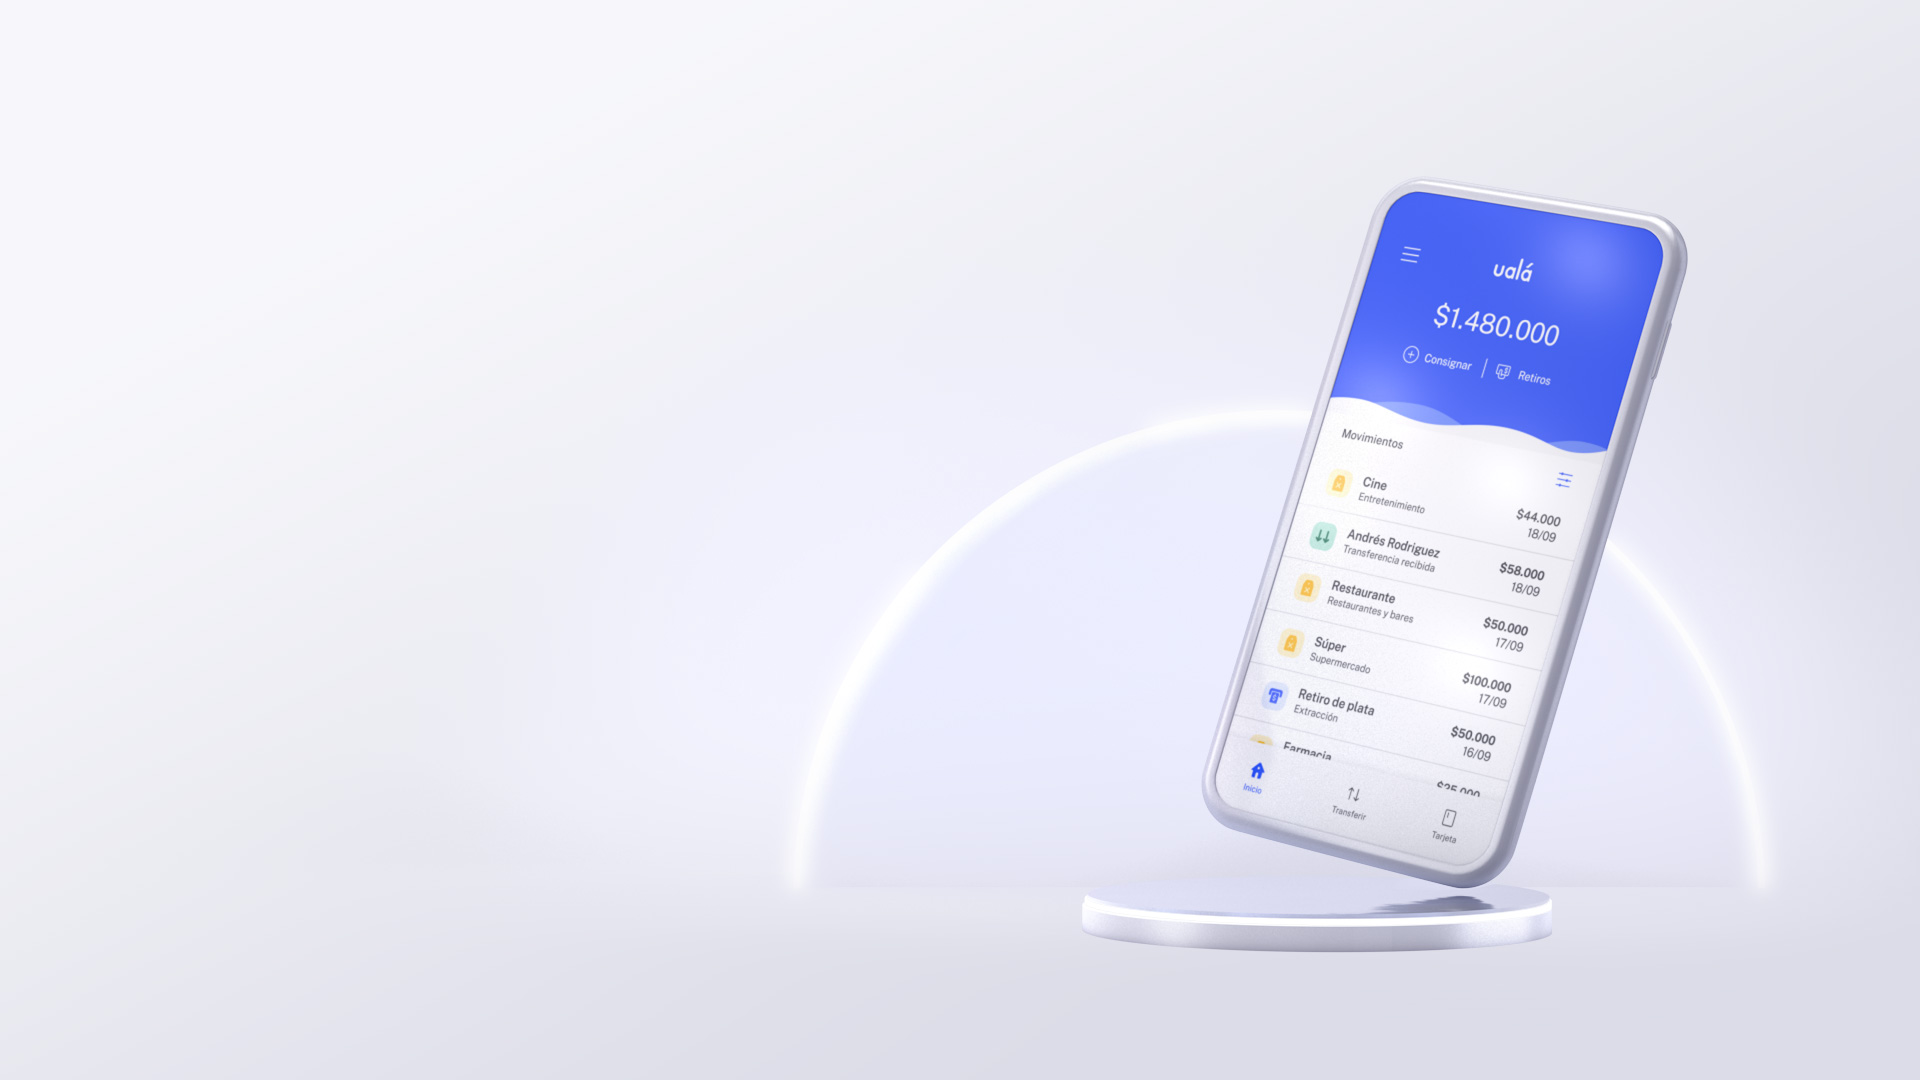 ualá
$1.480.000
Consignar | Retiros
Movimientos
Cine
Entretenimiento
$44.000
18/09
Andrés Rodriguez
Transferencia recibida
$58.000
18/09
Restaurante
Restaurantes y bares
$50.000
17/09
Súper
Supermercado
$100.000
17/09
Retiro de plata
Extracción
$50.000
16/09
Farmacia
$25.000
Inicio
Transferir
Tarjeta